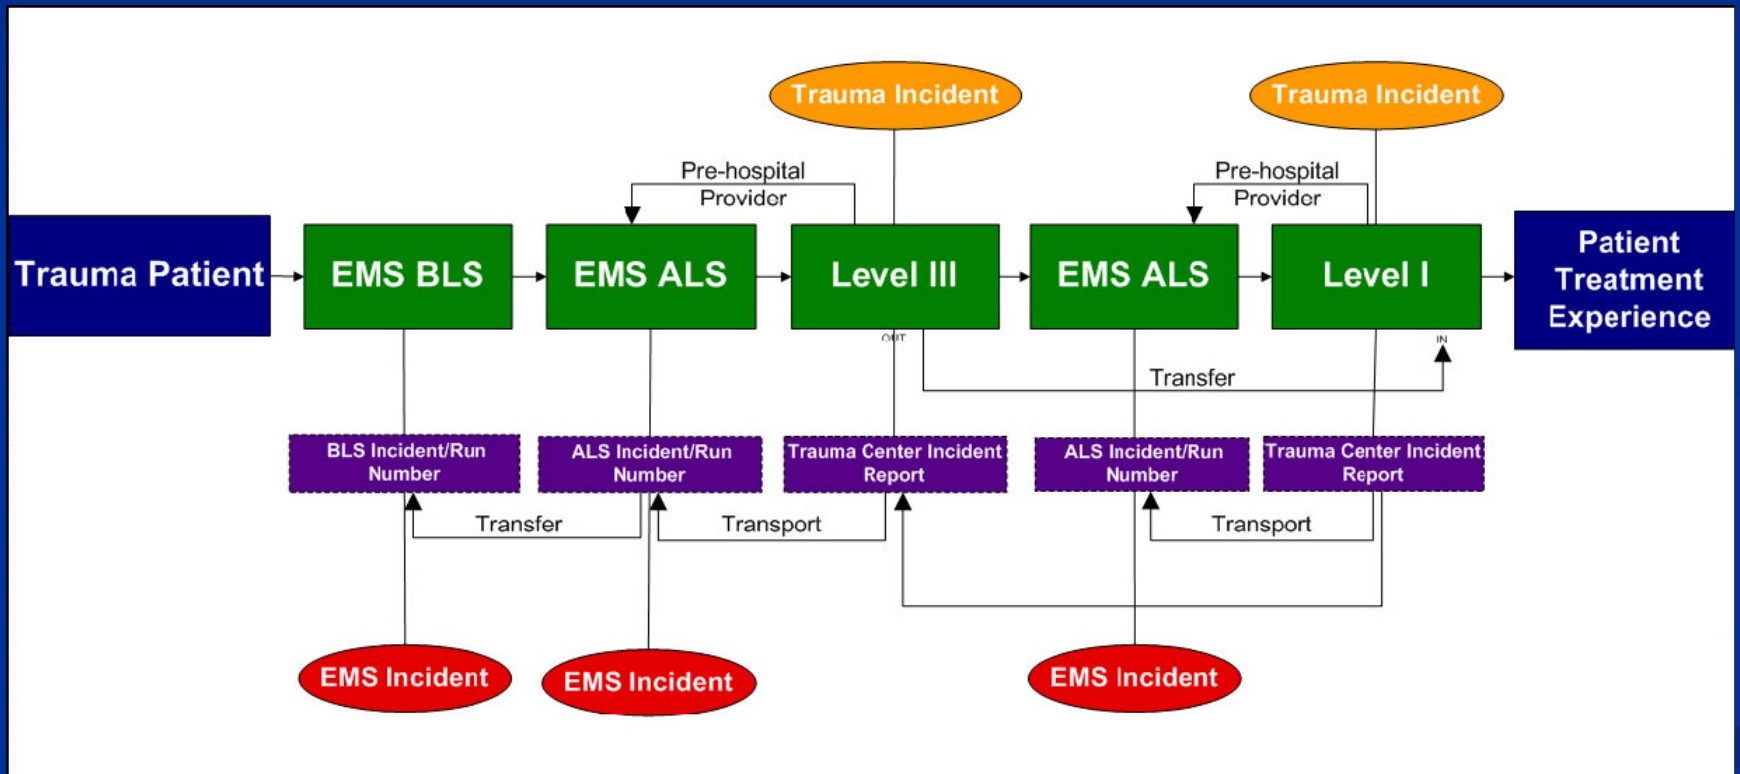 Trauma Incident
Trauma Incident
Pre-hospital
Provider
Pre-hospital
Provider
Trauma Patient
EMS BLS
EMS ALS
Level III
EMS ALS
Level I
Patient
Treatment
Experience
OUT
IN
Transfer
BLS Incident/Run
Number
ALS Incident/Run
Number
Trauma Center Incident
Report
ALS Incident/Run
Number
Trauma Center Incident
Report
Transfer
Transport
Transport
EMS Incident
EMS Incident
EMS Incident